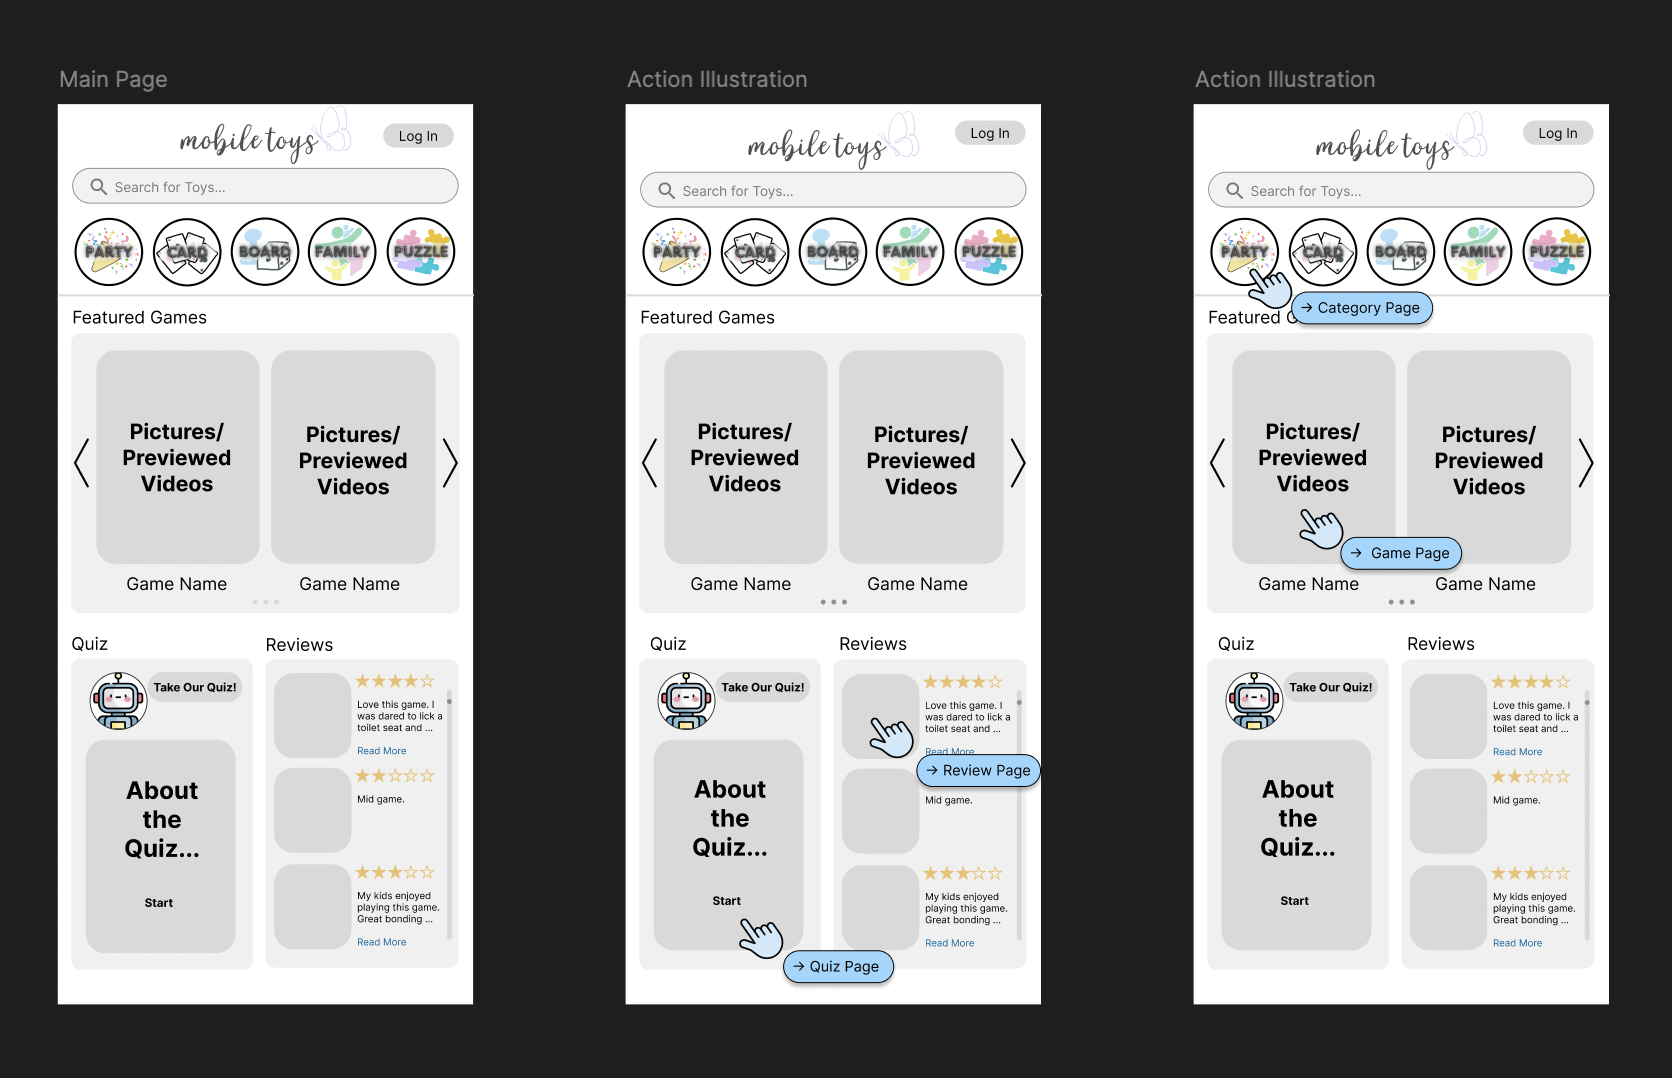 Main Page
mobile toys
Log In
Search for Toys...
PARTY
CARD
BOARD
FAMILY
PUZZLE
Featured Games
Pictures/
Previewed
Videos
Pictures/
Previewed
Videos
Game Name
Game Name
Quiz
Take Our Quiz!
About
the
Quiz...
Start
Reviews
Love this game. I
was dared to lick a
toilet seat and ...
Read More
Mid game.
My kids enjoyed
playing this game.
Great bonding ...
Read More
Action Illustration
mobile toys
Log In
Search for Toys...
PARTY
CARD
BOARD
FAMILY
PUZZLE
Featured Games
Pictures/
Previewed
Videos
Pictures/
Previewed
Videos
Game Name
Game Name
Quiz
Take Our Quiz!
About
the
Quiz...
Start
→ Quiz Page
Reviews
Love this game. I
was dared to lick a
toilet seat and ...
Read More
→ Review Page
Mid game.
My kids enjoyed
playing this game.
Great bonding ...
Read More
Action Illustration
mobile toys
Log In
Search for Toys...
PARTY
CARD
BOARD
FAMILY
PUZZLE
→ Category Page
Featured G
Pictures/
Previewed
Videos
Pictures/
Previewed
Videos
→ Game Page
Game Name
Game Name
Quiz
Take Our Quiz!
About
the
Quiz...
Start
Reviews
Love this game. I
was dared to lick a
toilet seat and ...
Read More
Mid game.
My kids enjoyed
playing this game.
Great bonding ...
Read More